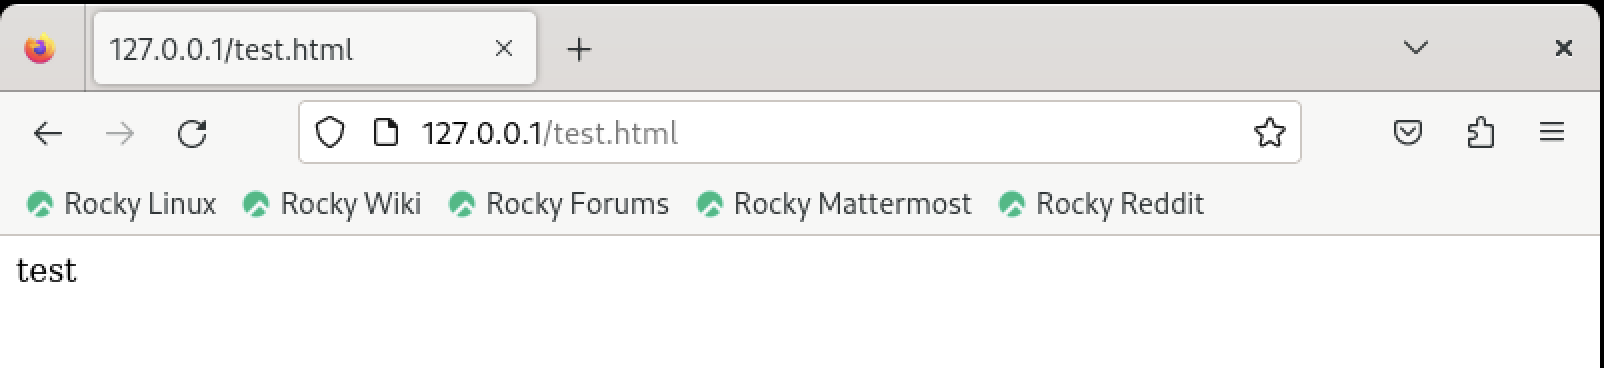 127.0.0.1/test.html
127.0.0.1/test.html
Rocky Linux Rocky Wiki Rocky Forums Rocky Mattermost Rocky Reddit
test